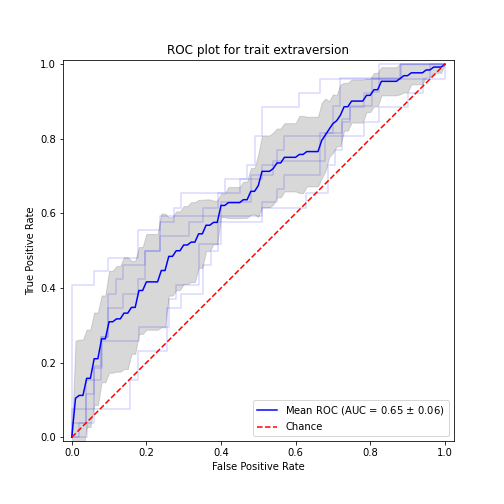 ROC plot for trait extraversion
1.0
0.8
0.6
0.4
0.2
0.0
True Positive Rate
Mean ROC (AUC = 0.65 ± 0.06)
Chance
0.0 0.2 0.4 0.6 0.8 1.0
False Positive Rate